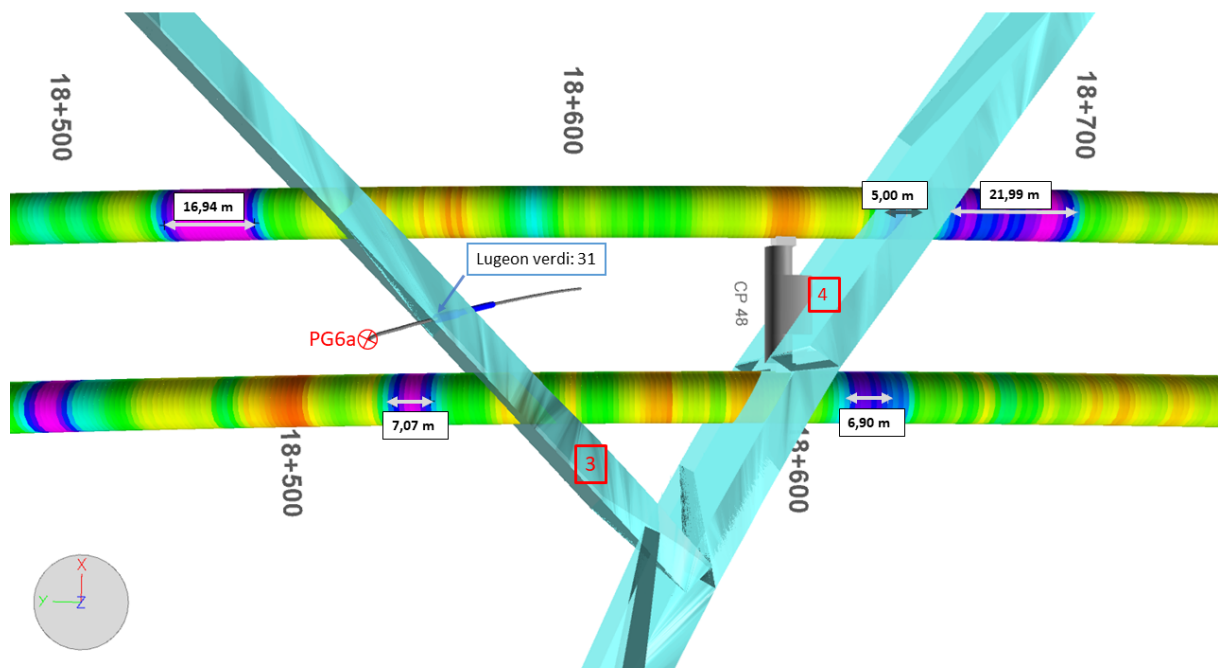 18+500
18+600
18+700
16,94 m
5,00 m
21,99 m
Lugeon verdi: 31
CP 48
4
PG6a
7,07 m
6,90 m
18+500
18+600
3
X
Y
Z